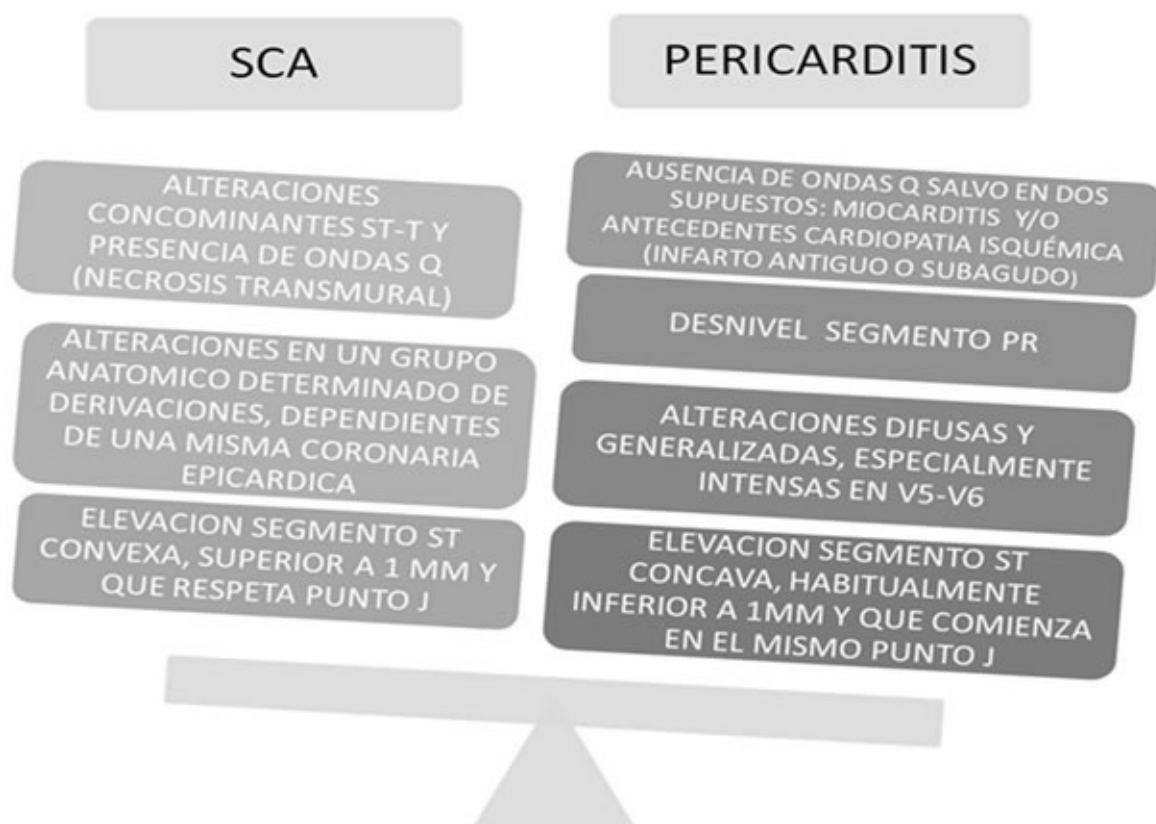 SCA
ALTERACIONES
CONCOMINANTES ST-T Y
PRESENCIA DE ONDAS Q
(NECROSIS TRANSMURAL)
ALTERACIONES EN UN GRUPO
ANATOMICO DETERMINADO DE
DERIVACIONES, DEPENDIENTES
DE UNA MISMA CORONARIA
EPICARDICA
ELEVACION SEGMENTO ST
CONVEXA, SUPERIOR A 1 MM Y
QUE RESPETA PUNTO J
PERICARDITIS
AUSENCIA DE ONDAS Q SALVO EN DOS
SUPUESTOS: MIOCARDITIS Y/O
ANTECEDENTES CARDIOPATIA ISQUÉMICA
(INFARTO ANTIGUO O SUBAGUDO)
DESNIVEL SEGMENTO PR
ALTERACIONES DIFUSAS Y
GENERALIZADAS, ESPECIALMENTE
INTENSAS EN V5-V6
ELEVACION SEGMENTO ST
CONCAVA, HABITUALMENTE
INFERIOR A 1MM Y QUE COMIENZA
EN EL MISMO PUNTO J